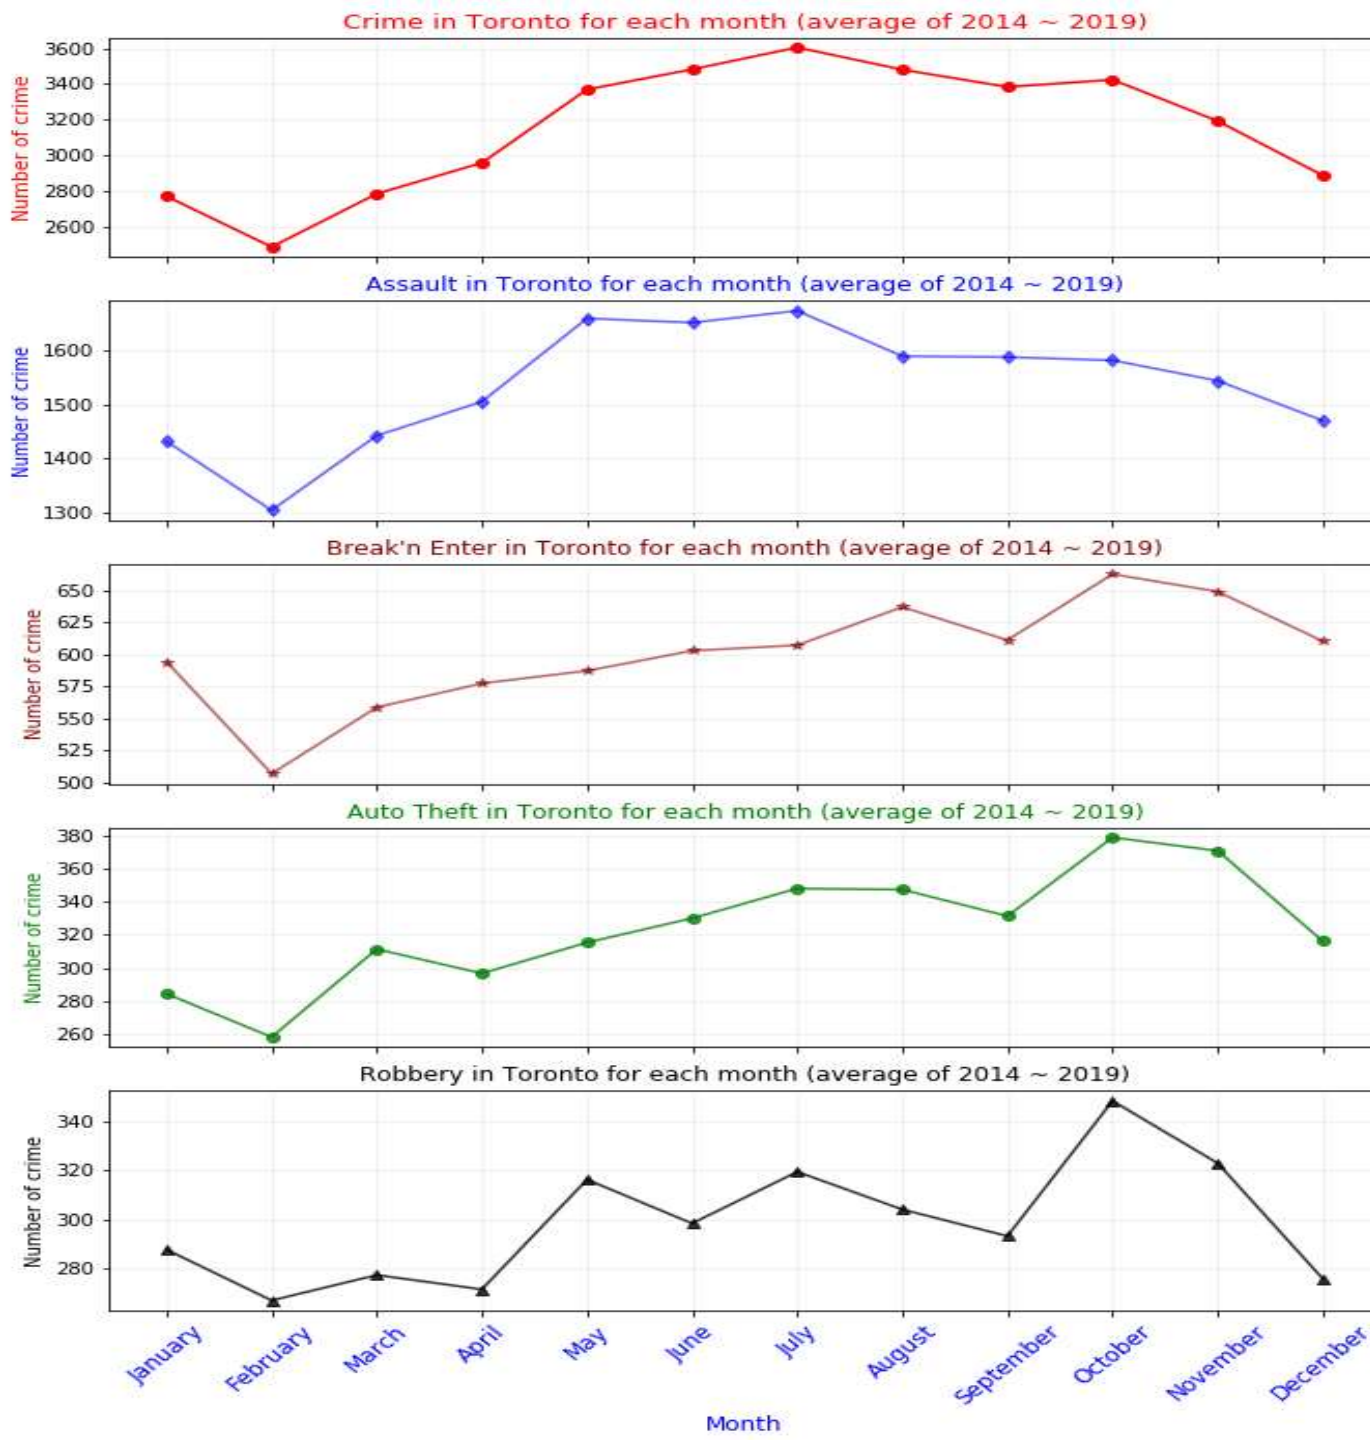 Crime in Toronto for each month (average of 2014 ~ 2019)
Number of crime
3600
3400
3200
3000
2800
2600
Assault in Toronto for each month (average of 2014 ~ 2019)
Number of crime
1600
1500
1400
1300
Break'n Enter in Toronto for each month (average of 2014 ~ 2019)
Number of crime
650
625
600
575
550
525
500
Auto Theft in Toronto for each month (average of 2014 ~ 2019)
Number of crime
380
360
340
320
300
280
260
Robbery in Toronto for each month (average of 2014 ~ 2019)
Number of crime
340
320
300
280
January February March April May June July August September October November December
Month